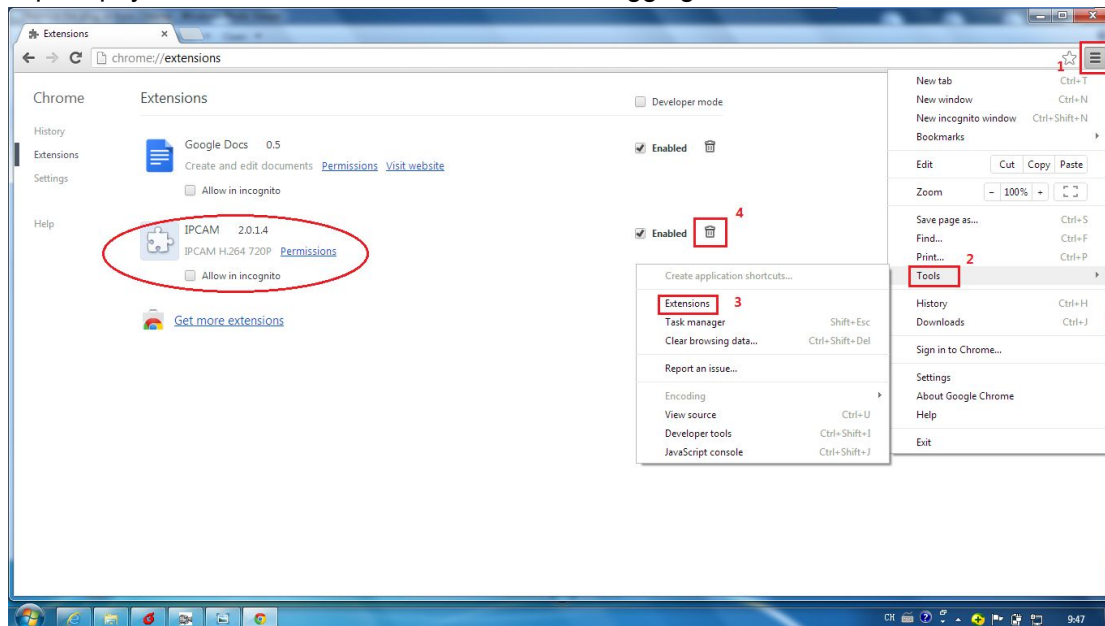 Extensions
chrome://extensions
1
Chrome
History
Extensions
Settings
Help
Extensions
Developer mode
Google Docs 0.5
Create and edit documents Permissions Visit website
Allow in incognito
Enabled
IPCAM 2.0.1.4
IPCAM H.264 720P Permissions
Allow in incognito
Enabled
4
Get more extensions
New tab Ctrl+T
New window Ctrl+N
New incognito window Ctrl+Shift+N
Bookmarks
Edit Cut Copy Paste
Zoom - 100% +
Save page as... Ctrl+S
Find... Ctrl+F
Print... Ctrl+P
2
Tools
History Ctrl+H
Downloads Ctrl+J
Sign in to Chrome...
Settings
About Google Chrome
Help
Exit
Create application shortcuts...
Extensions 3
Task manager Shift+Esc
Clear browsing data... Ctrl+Shift+Del
Report an issue...
Encoding
View source Ctrl+U
Developer tools Ctrl+Shift+I
JavaScript console Ctrl+Shift+J
CH
9:47